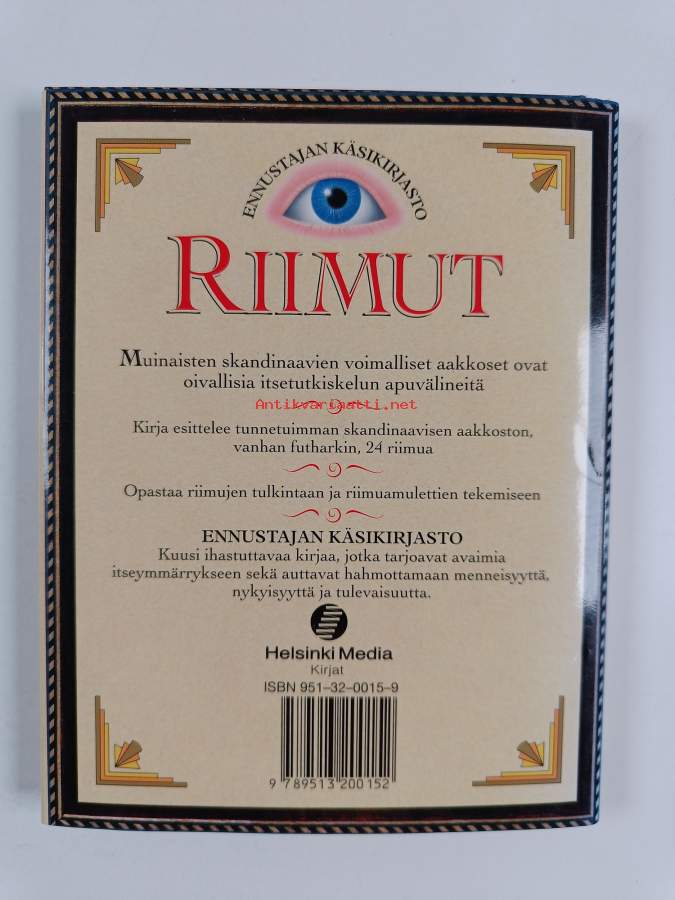 ENNUSTAJAN KÄSIKIRJASTO
RIIMUT
Muinaisten skandinaavien voimalliset aakkoset ovat
oivallisia itsetutkiskelun apuvälineitä
Antikvariaatti.net
Kirja esittelee tunnetuimman skandinaavisen aakkoston,
vanhan futharkin, 24 riimua
Opastaa riimujen tulkintaan ja riimuamulettien tekemiseen
ENNUSTAJAN KÄSIKIRJASTO
Kuusi ihastuttavaa kirjaa, jotka tarjoavat avaimia
itseymmärrykseen sekä auttavat hahmottamaan menneisyyttä,
nykyisyyttä ja tulevaisuutta.
Helsinki Media
Kirjat
ISBN 951-32-0015-9
9 789513 200152